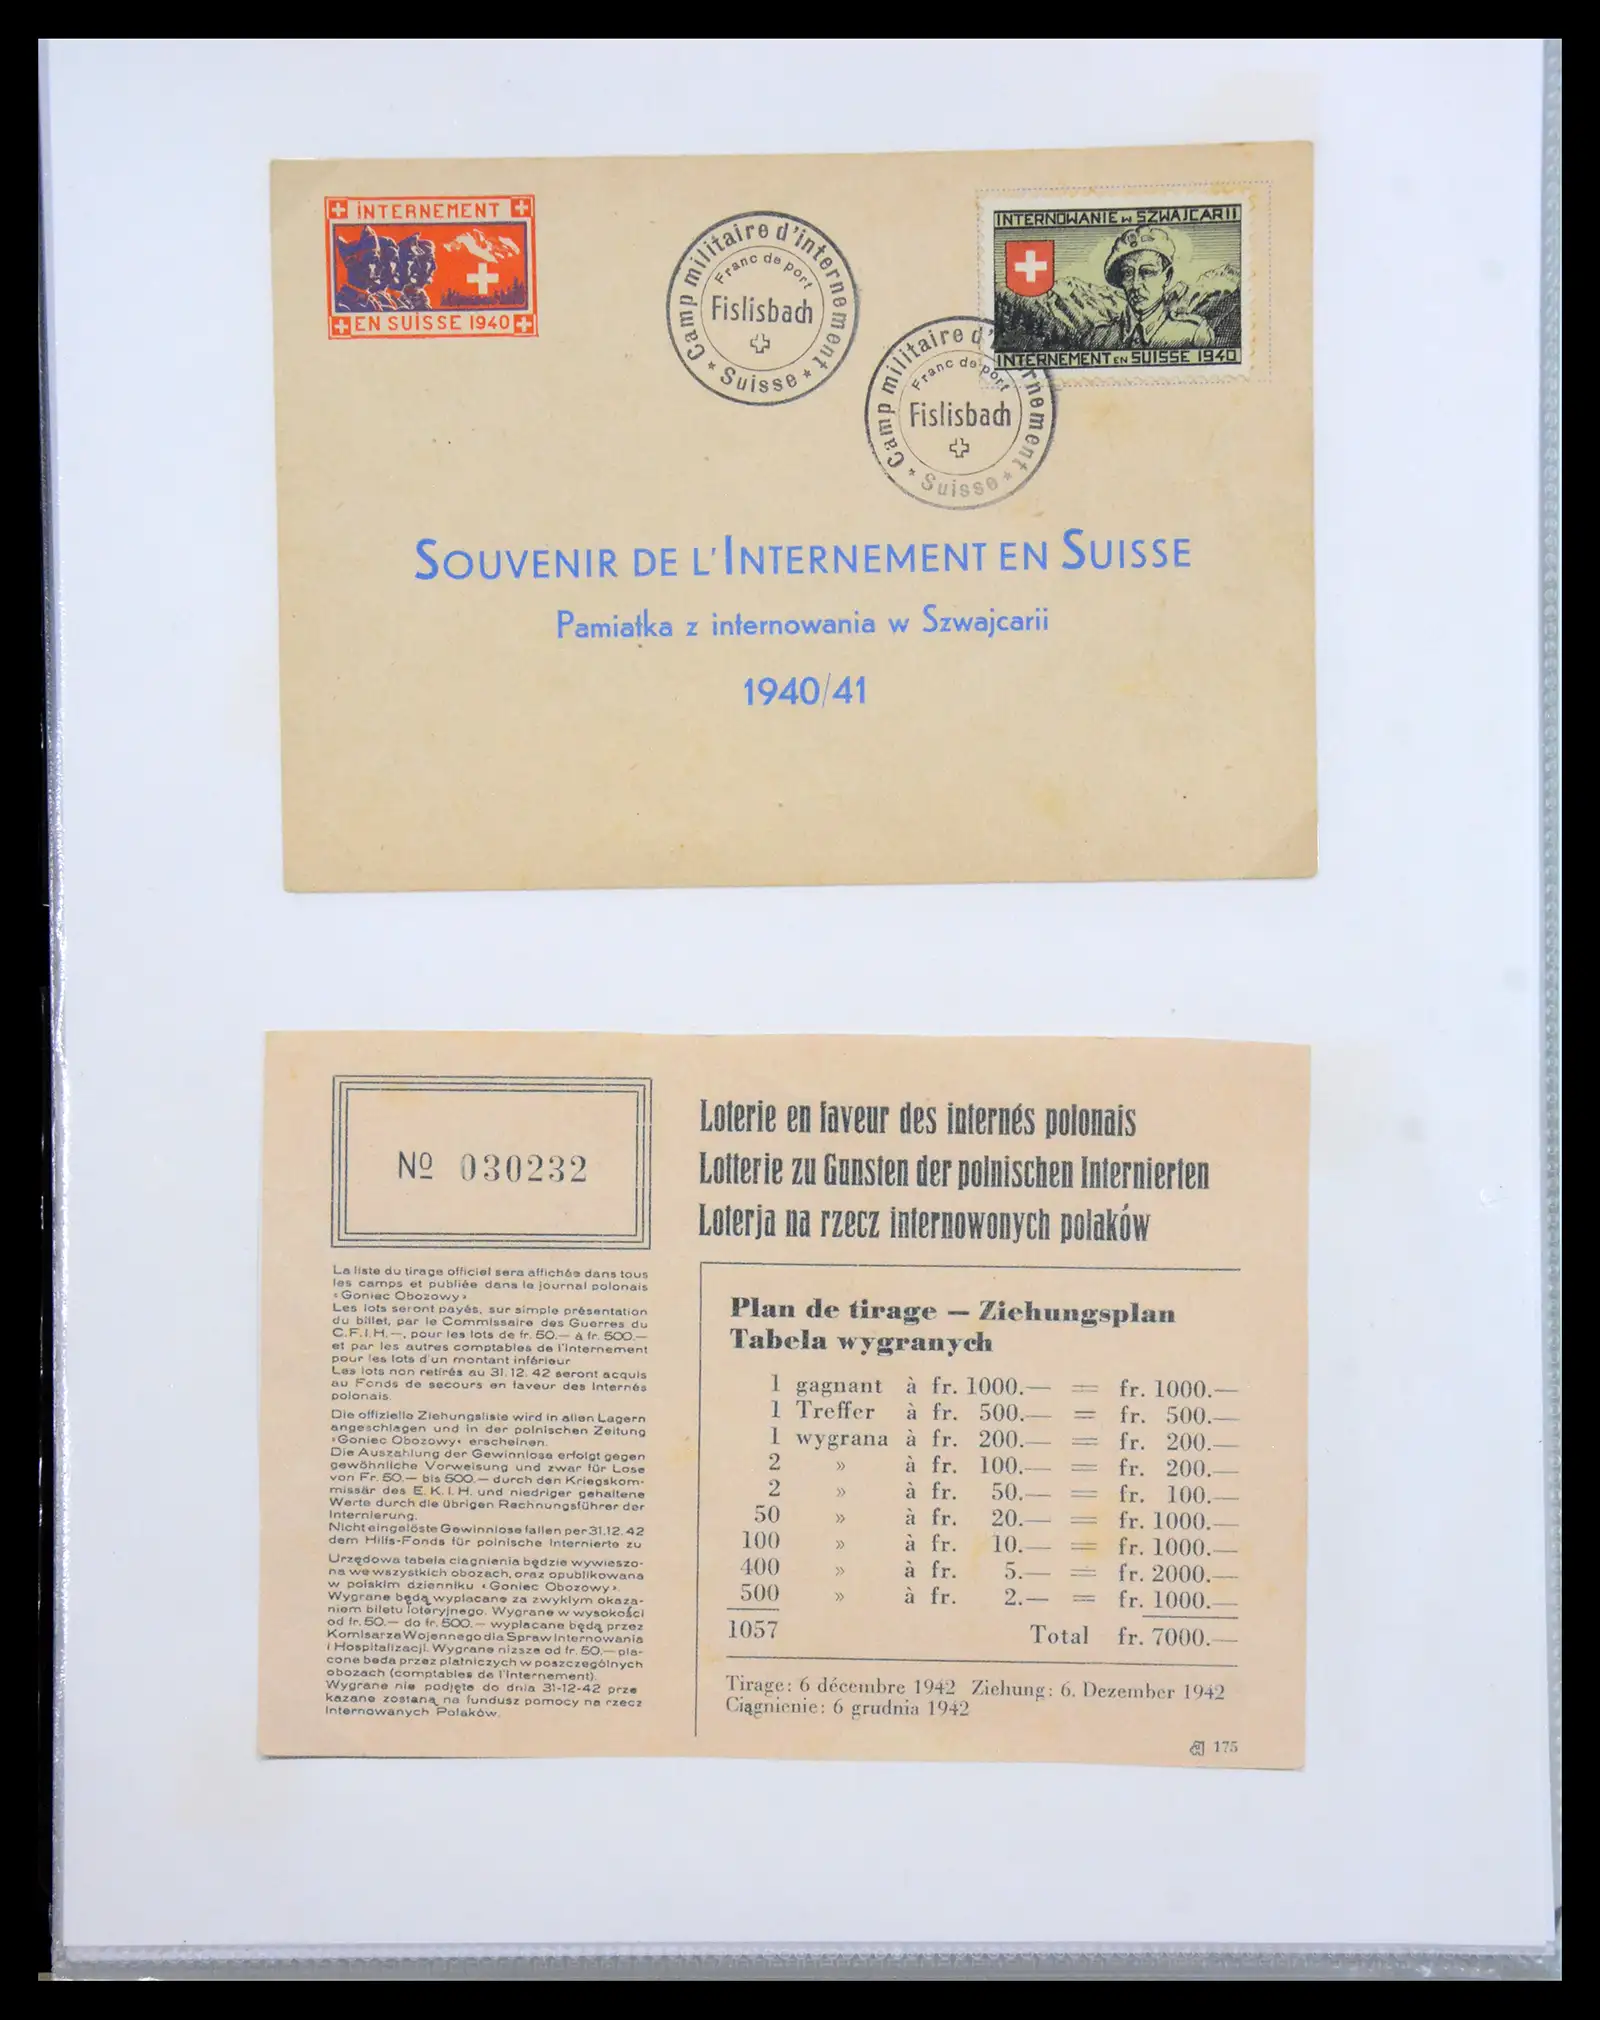 INTERNEMENT
EN SUISSE 1940
Camp militaire d'internement
Franc de port
Fislisbach
* Suisse *
INTERNOWANIE w SZWAJCARII
INTERNEMENT EN SUISSE 1940
Camp militaire d'
rnement
Franc de port
Fislisbach
* Suisse *
SOUVENIR DE L'INTERNEMENT EN SUISSE
Pamiatka z internowania w Szwajcarii
1940/41
Nº 030232
Loterie en faveur des internés polonais
Lotterie zu Gunsten der polnischen Internierten
Loterja na rzecz internowonych polaków
La liste du tirage officiel sera affichée dans tous
les camps et publiée dans le journal polonais
«Goniec Obozowy»
Les lots seront payés, sur simple présentation
du billet, par le Commissaire des Guerres du
C.F.I.H.—, pour les lots de fr. 50.— à fr. 500.—
et par les autres comptables de l'Internement
pour les lots d'un montant inférieur
Les lots non retirés au 31. 12. 42 seront acquis
au Fonds de secours en faveur des Internés
polonais.
Die offizielle Ziehungsliste wird in allen Lagern
angeschlagen und in der polnischen Zeitung
«Goniec Obozowy» erscheinen.
Die Auszahlung der Gewinnlose erfolgt gegen
gewöhnliche Vorweisung und zwar für Lose
von Fr. 50.— bis 500.— durch den Kriegskom-
missär des E. K. I. H. und niedriger gehaltene
Werte durch die übrigen Rechnungsführer der
Internierung.
Nicht eingelöste Gewinnlose fallen per 31. 12. 42
dem Hilfs-Fonds für polnische Internierte zu
Urzędowa tabela ciagnienia będzie wywieszo-
na we wszystkich obozach, oraz opublikowana
w polskim dzienniku «Goniec Obozowy».
Wygrane będą wyplacane za zwykłym okaza-
niem biletu loteryjnego. Wygrane w wysokości
od fr. 50.— do fr. 500.— wyplacane będą przez
Komisarza Wojennego dla Spraw Internowania
i Hospitalizacji. Wygrane nizsze od fr. 50.— pla-
cone beda przez platniczych w poszczególnych
obozach (comptables de l'Internement).
Wygrane nie podjęte do dnia 31-12-42 prze
kazane zostaną na fundusz pomocy na rzecz
Internowanych Polaków.
Plan de tirage — Ziehungsplan
Tabela wygranych
1 gagnant à fr. 1000.— = fr. 1000.—
1 Treffer à fr. 500.— = fr. 500.—
1 wygrana à fr. 200.— = fr. 200.—
2 » à fr. 100.— = fr. 200.—
2 » à fr. 50.— = fr. 100.—
50 » à fr. 20.— = fr. 1000.—
100 » à fr. 10.— = fr. 1000.—
400 » à fr. 5.— = fr. 2000.—
500 » à fr. 2.— = fr. 1000.—
1057 Total fr. 7000.—
Tirage: 6 décembre 1942 Ziehung: 6. Dezember 1942
Ciągnienie: 6 grudnia 1942
175